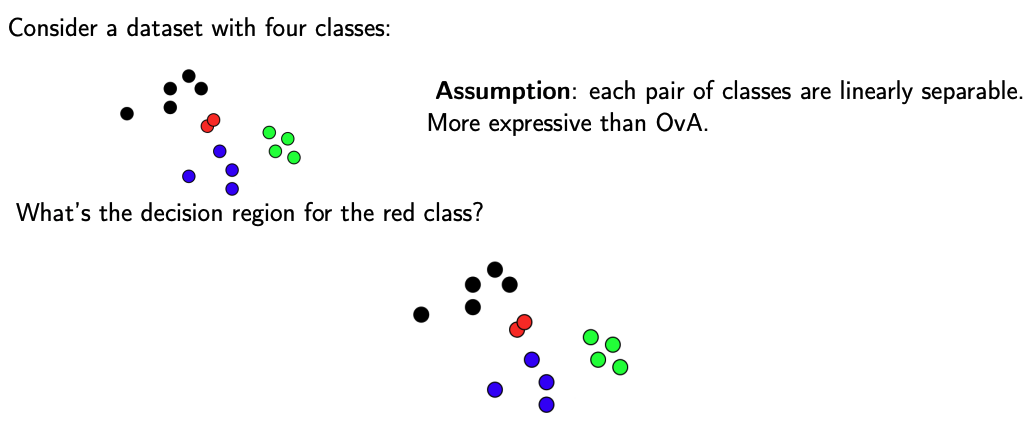 Consider a dataset with four classes:
Assumption: each pair of classes are linearly separable.
More expressive than OvA.
What's the decision region for the red class?